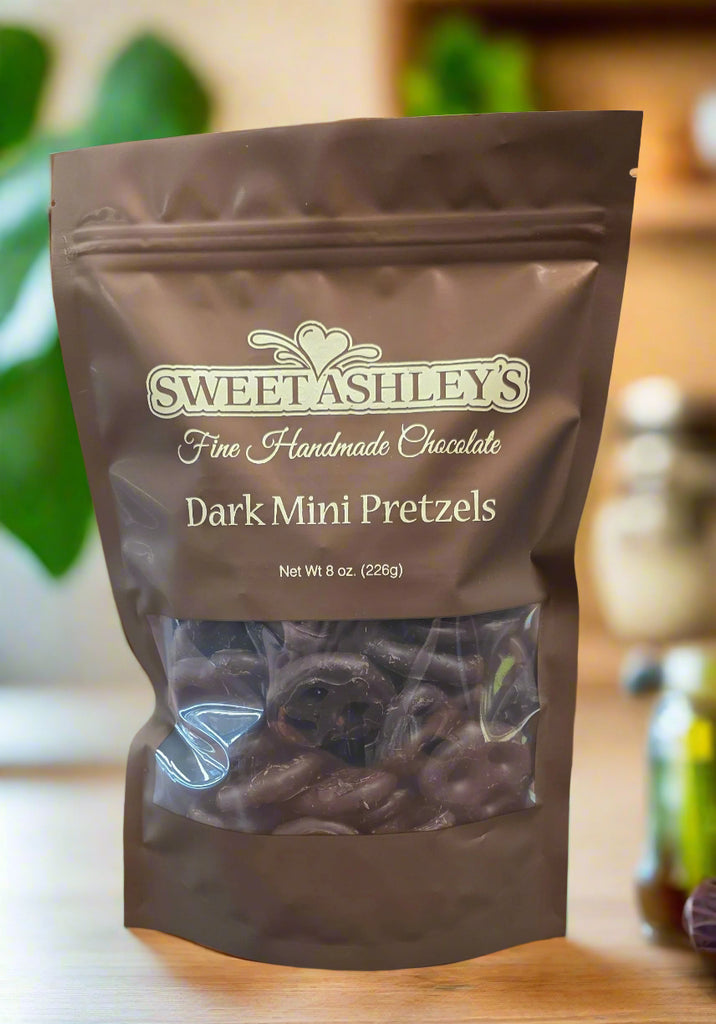 SWEET ASHLEY'S
Fine Handmade Chocolate
Dark Mini Pretzels
Net Wt 8 oz. (226g)